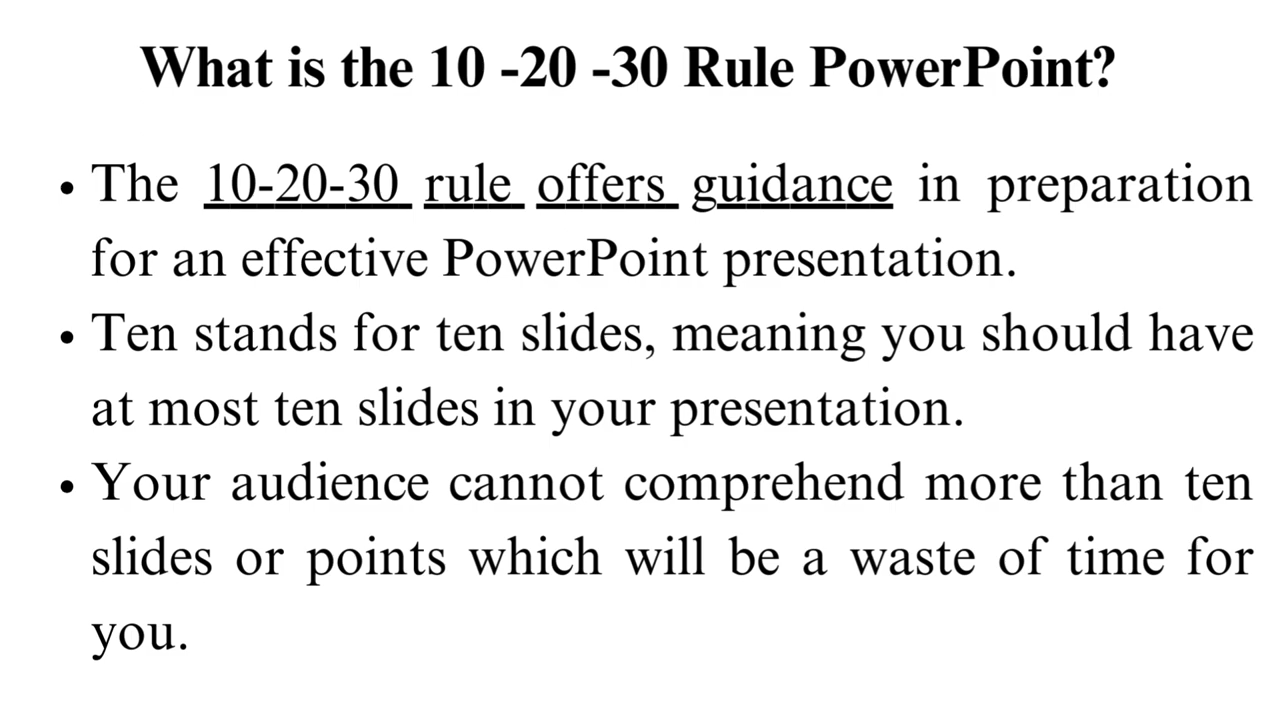 What is the 10 -20 -30 Rule PowerPoint?
• The 10-20-30 rule offers guidance in preparation
for an effective PowerPoint presentation.
• Ten stands for ten slides, meaning you should have
at most ten slides in your presentation.
• Your audience cannot comprehend more than ten
slides or points which will be a waste of time for
you.